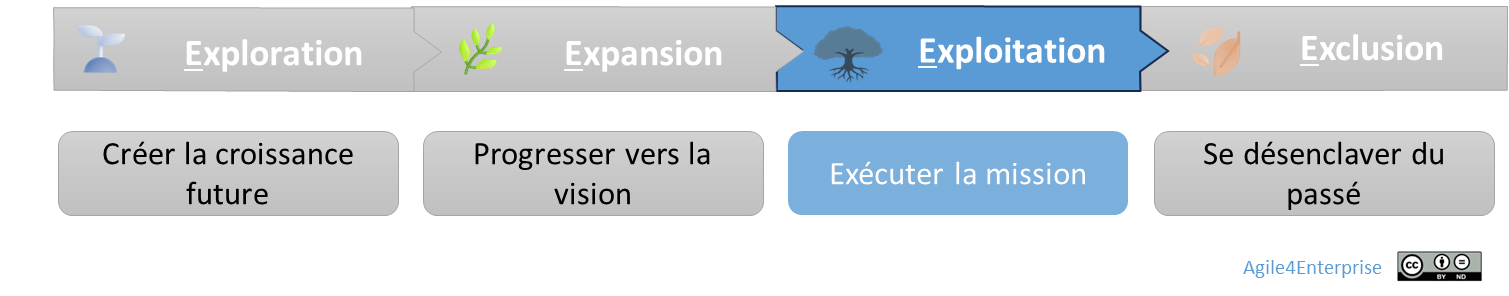 Exploration
Expansion
Exploitation
Exclusion
Créer la croissance
future
Progresser vers la
vision
Exécuter la mission
Se désenclaver du
passé
Agile4Enterprise
cc
BY ND